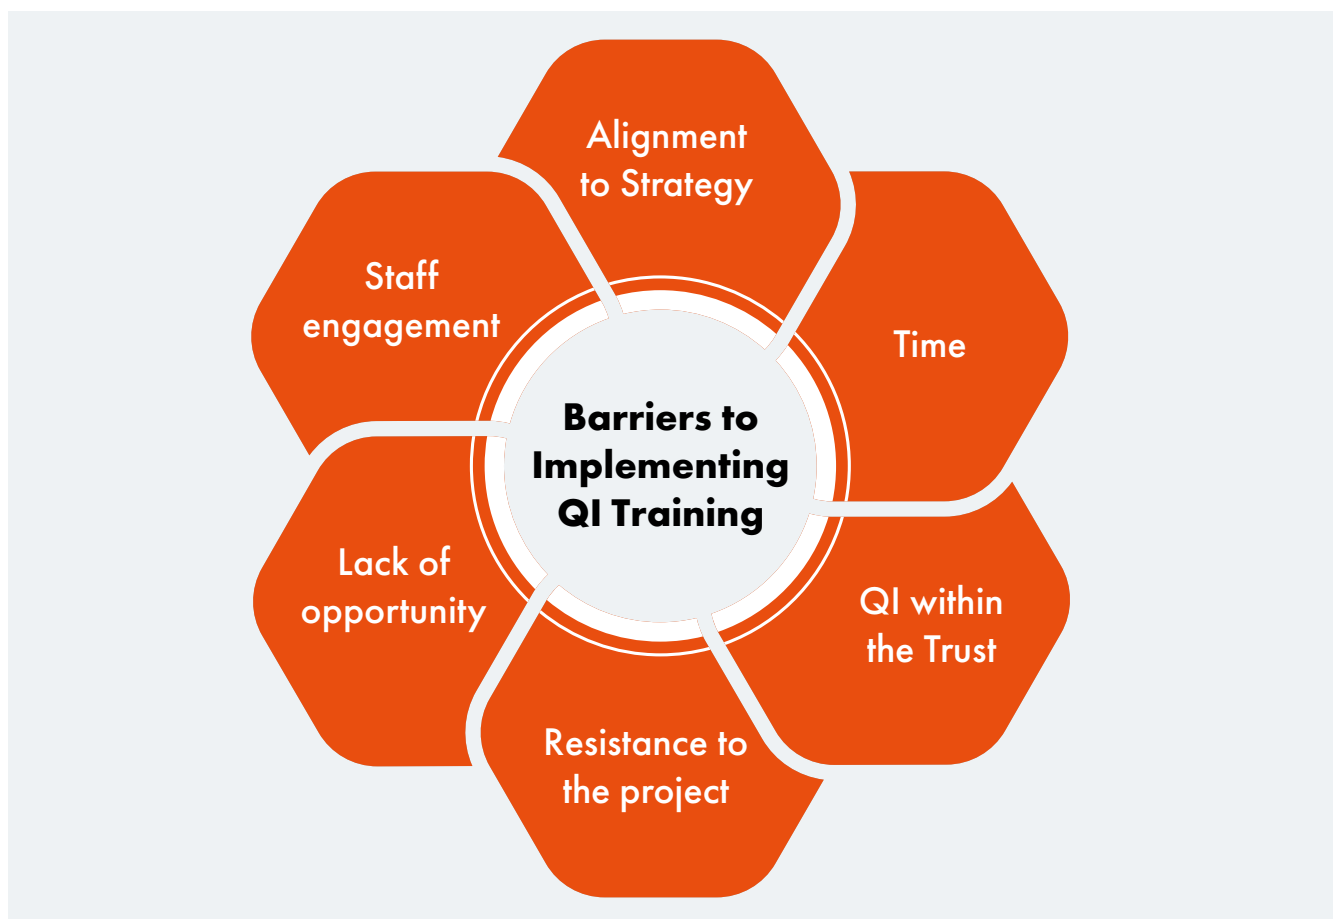 Alignment
to Strategy
Time
QI within
the Trust
Resistance to
the project
Lack of
opportunity
Staff
engagement
Barriers to
Implementing
QI Training